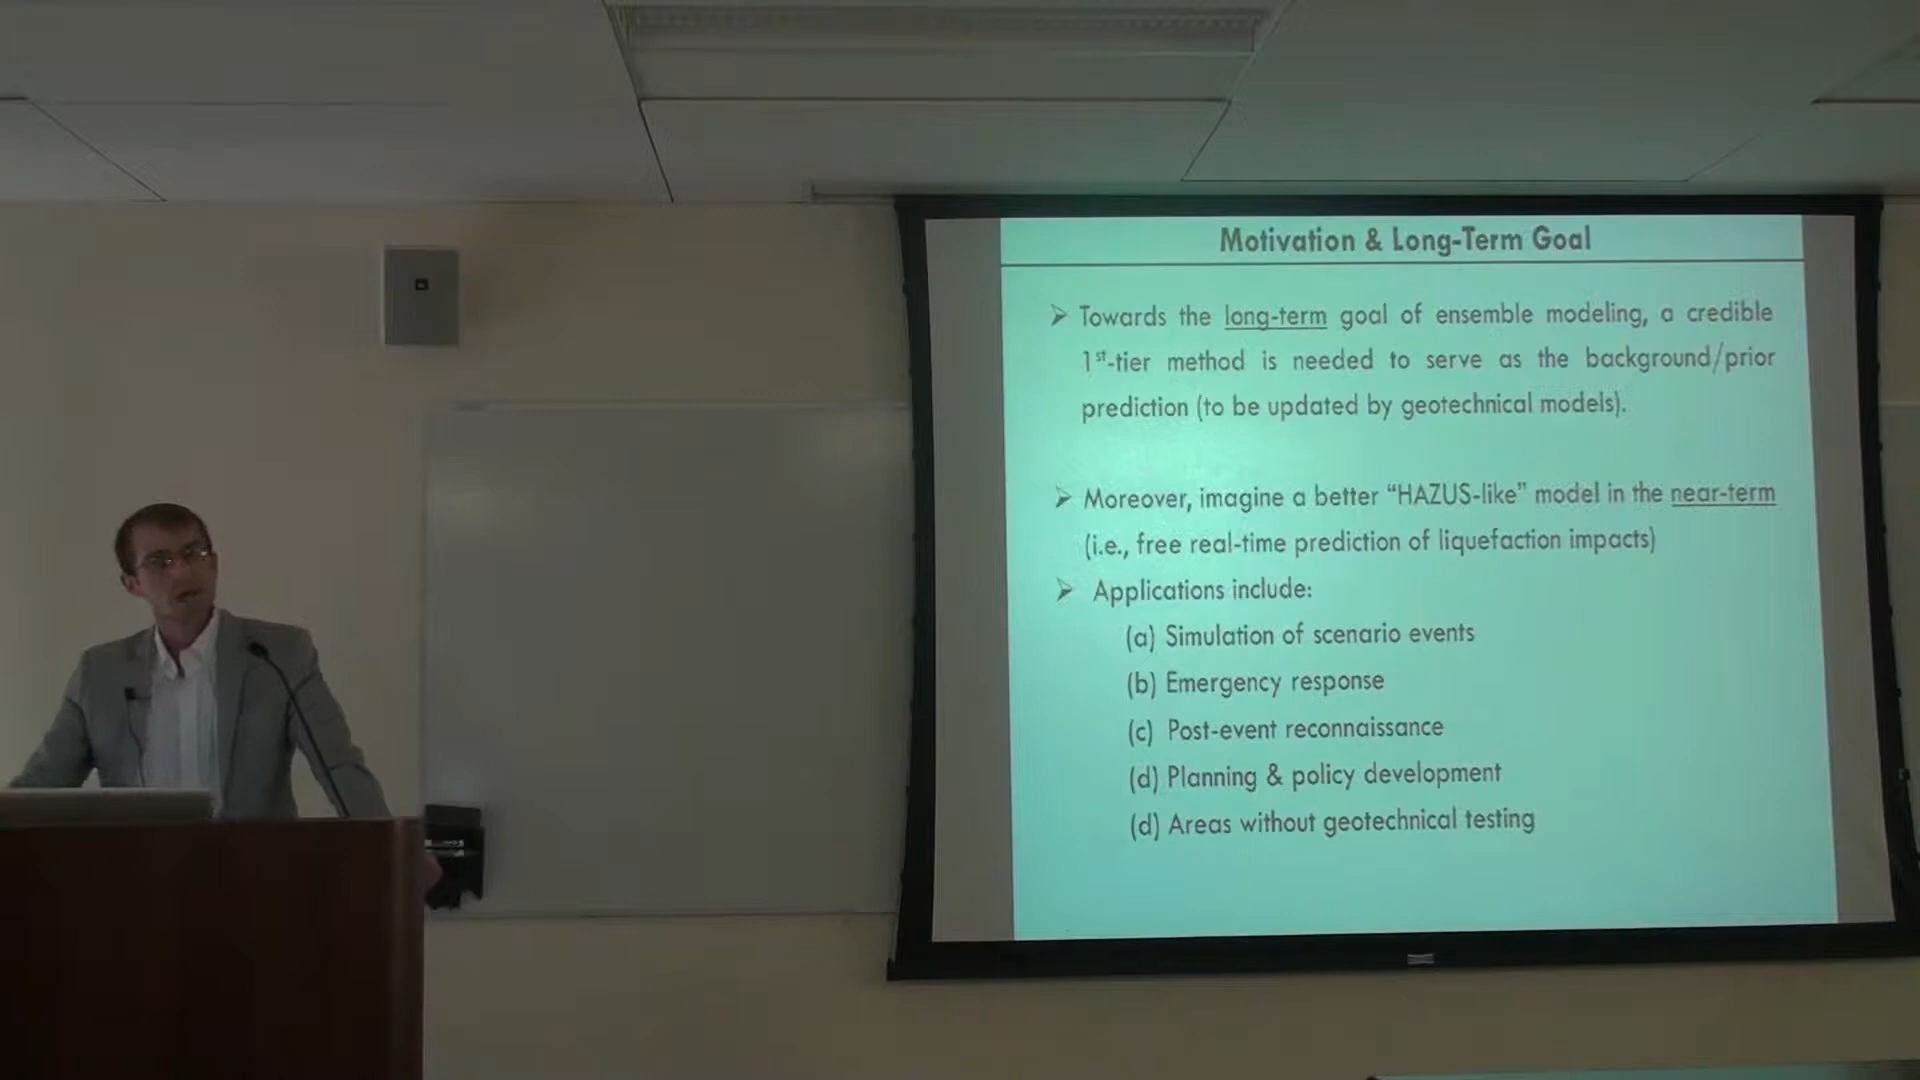 Motivation & Long-Term Goal
➢ Towards the long-term goal of ensemble modeling, a credible
1st-tier method is needed to serve as the background/prior
prediction (to be updated by geotechnical models).
➢ Moreover, imagine a better “HAZUS-like” model in the near-term
(i.e., free real-time prediction of liquefaction impacts)
➢ Applications include:
(a) Simulation of scenario events
(b) Emergency response
(c) Post-event reconnaissance
(d) Planning & policy development
(d) Areas without geotechnical testing